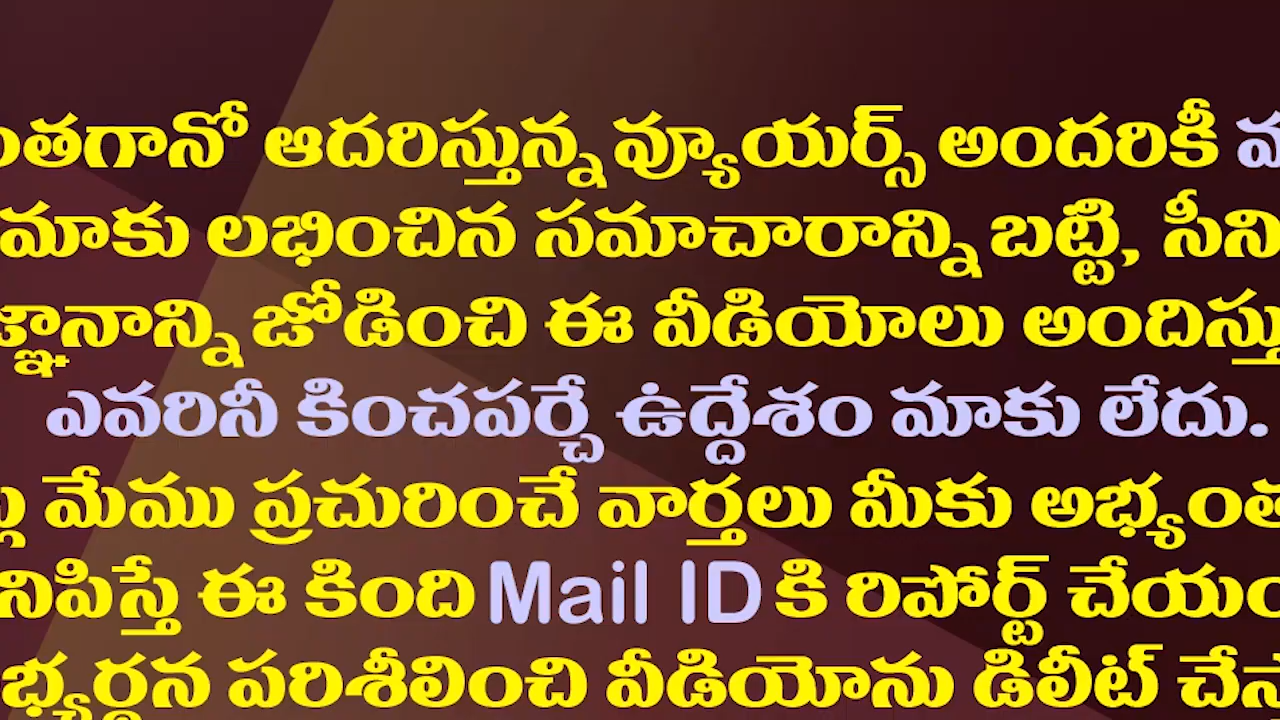 ఆదరిస్తున్న వ్యూయర్స్ అందరికీ
మాకు లభించిన సమాచారాన్ని బట్టి,
జోడించి ఈ వీడియోలు
ఎవరినీ కించపర్చే ఉద్దేశం మాకు లేదు.
మేము ప్రచురించే వార్తలు మీకు
ఈ కింది Mail ID కి రిపోర్ట్
పరిశీలించి వీడియోను డిలీట్